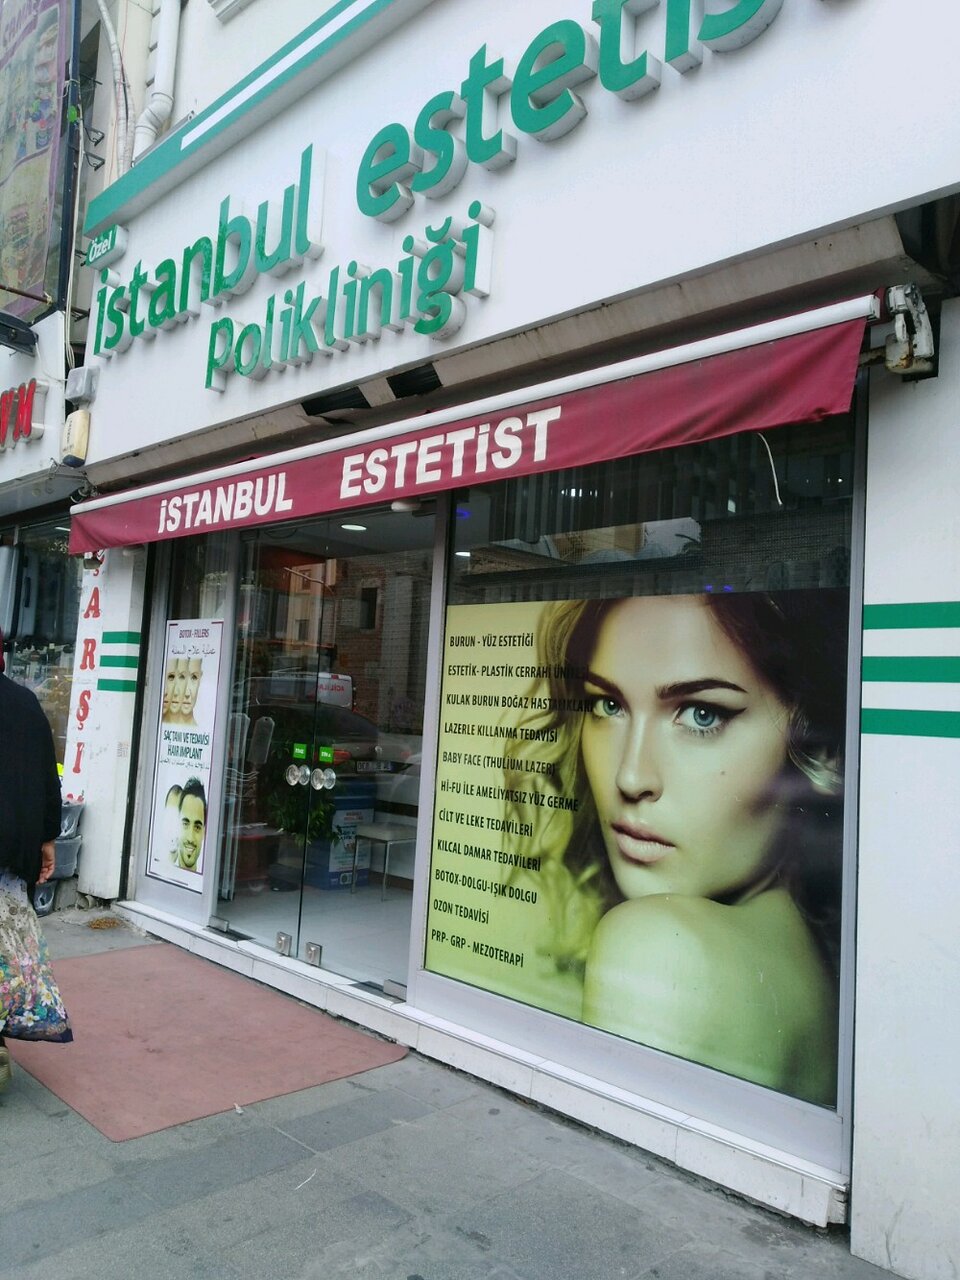 Özel
istanbul estetist
Polikliniği
İSTANBUL ESTETİST
BOTOX - FILLERS
SAÇ TANI VE TEDAVİSİ
HAIR IMPLANT
BURUN - YÜZ ESTETİĞİ
ESTETİK- PLASTİK CERRAHİ ÜNİTESİ
KULAK BURUN BOĞAZ HASTALIKLARI
LAZERLE KILLANMA TEDAVİSİ
BABY FACE (THULIUM LAZER)
Hİ-FU İLE AMELİYATSIZ YÜZ GERME
CİLT VE LEKE TEDAVİLERİ
KILCAL DAMAR TEDAVİLERİ
BOTOX-DOLGU-IŞIK DOLGU
OZON TEDAVİSİ
PRP- GRP - MEZOTERAPİ
ÇARŞI